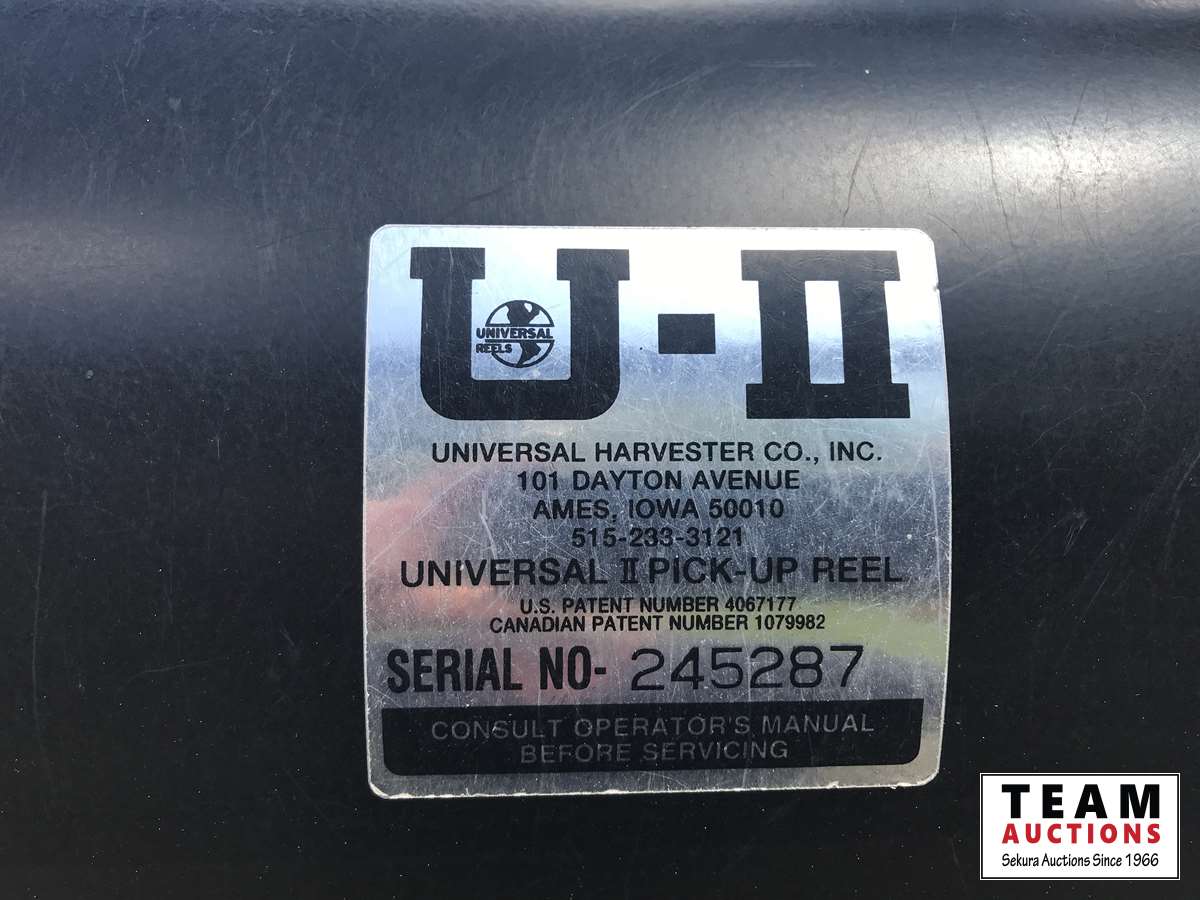 U-II
UNIVERSAL
REELS
UNIVERSAL HARVESTER CO., INC.
101 DAYTON AVENUE
AMES, IOWA 50010
515-233-3121
UNIVERSAL II PICK-UP REEL
U.S. PATENT NUMBER 4067177
CANADIAN PATENT NUMBER 1079982
SERIAL NO- 245287
CONSULT OPERATOR'S MANUAL
BEFORE SERVICING
TEAM
AUCTIONS
Sekura Auctions Since 1966